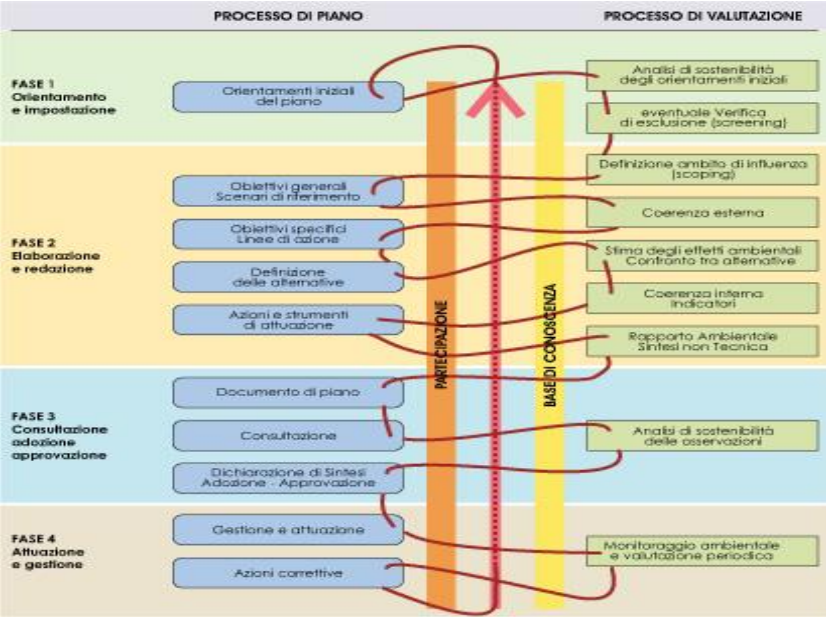 PROCESSO DI PIANO
PROCESSO DI VALUTAZIONE
FASE 1
Orientamento
e impostazione
Orientamenti iniziali
del piano
Analisi di sostenibilità
degli orientamenti iniziali
eventuale Verifica
di esclusione (screening)
FASE 2
Elaborazione
e redazione
Obiettivi generali
Scenari di riferimento
Obiettivi specifici
Linee di azione
Definizione
delle alternative
Azioni e strumenti
di attuazione
Definizione ambito di influenza
(scoping)
Coerenza esterna
Stima degli effetti ambientali
Confronto tra alternative
Coerenza interna
Indicatori
Rapporto Ambientale
Sintesi non Tecnica
PARTECIPAZIONE
BASE DI CONOSCENZA
FASE 3
Consultazione
adozione
approvazione
Documento di piano
Consultazione
Dichiarazione di Sintesi
Adozione - Approvazione
Analisi di sostenibilità
delle osservazioni
FASE 4
Attuazione
e gestione
Gestione e attuazione
Azioni correttive
Monitoraggio ambientale
e valutazione periodica